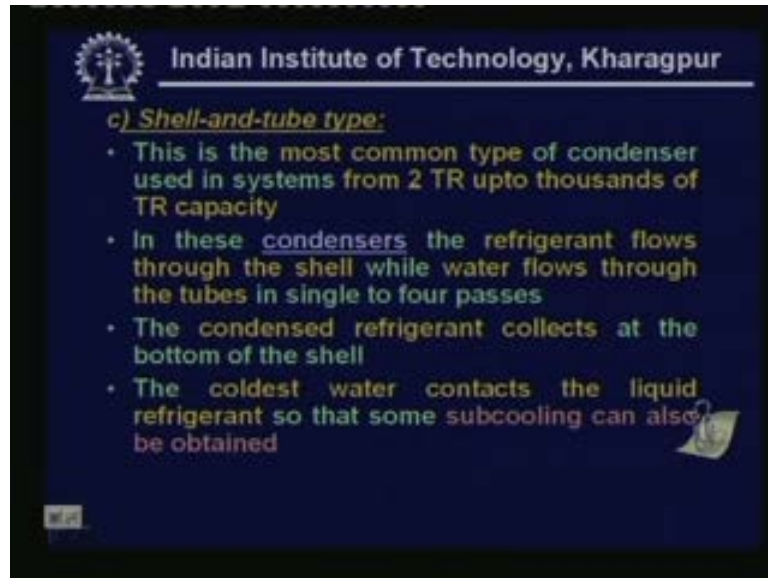 Indian Institute of Technology, Kharagpur
c) Shell-and-tube type:
• This is the most common type of condenser
used in systems from 2 TR upto thousands of
TR capacity
• In these condensers the refrigerant flows
through the shell while water flows through
the tubes in single to four passes
• The condensed refrigerant collects at the
bottom of the shell
• The coldest water contacts the liquid
refrigerant so that some subcooling can also
be obtained